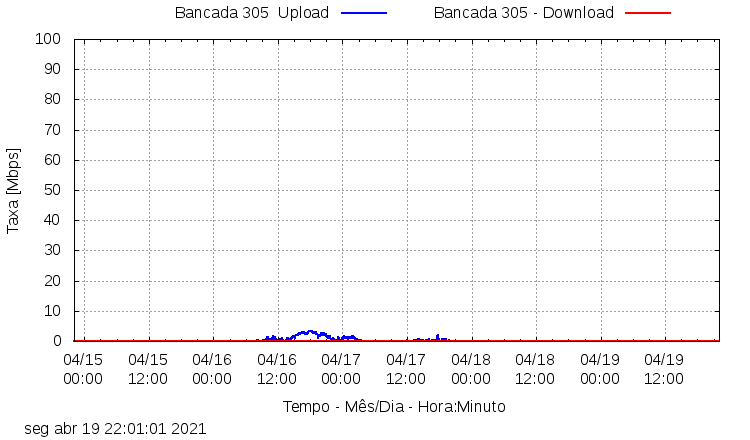 Bancada 305  Upload
Bancada 305 - Download
100
90
80
70
60
50
40
30
20
10
0
Taxa [Mbps]
04/15 04/15 04/16 04/16 04/17 04/17 04/18 04/18 04/19 04/19
00:00 12:00 00:00 12:00 00:00 12:00 00:00 12:00 00:00 12:00
Tempo - Mês/Dia - Hora:Minuto
seg abr 19 22:01:01 2021